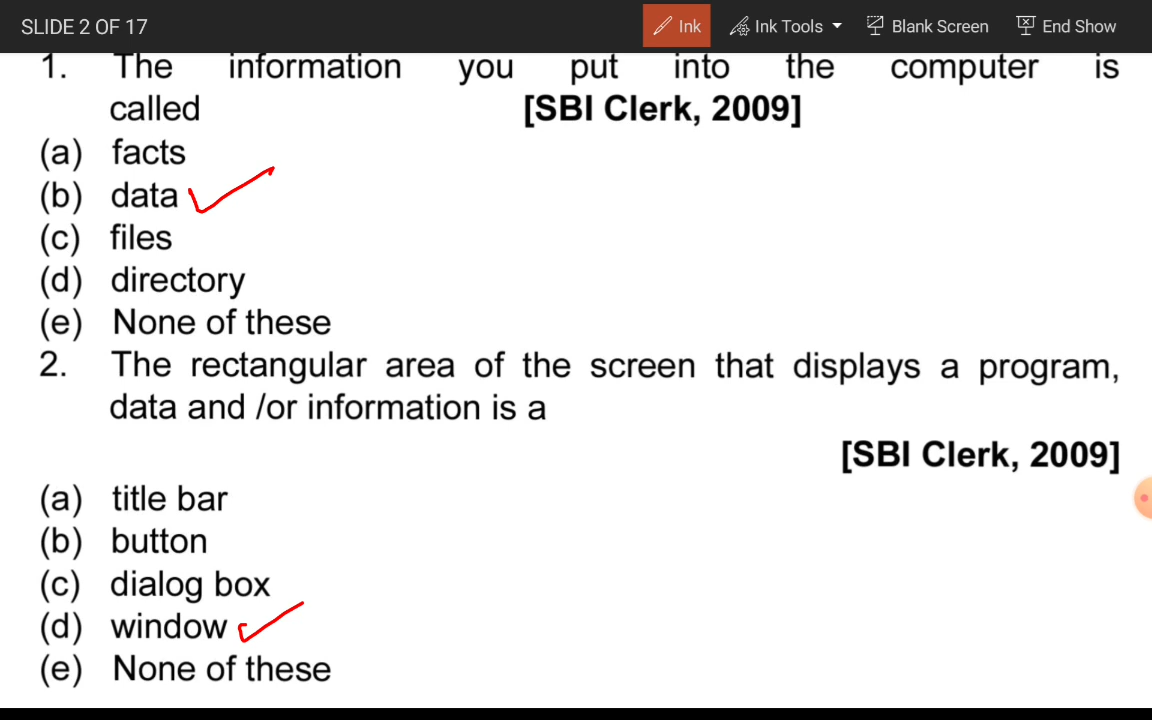 SLIDE 2 OF 17 Ink Ink Tools Blank Screen End Show
1. The information you put into the computer is
called [SBI Clerk, 2009]
(a) facts
(b) data
(c) files
(d) directory
(e) None of these
2. The rectangular area of the screen that displays a program,
data and /or information is a
[SBI Clerk, 2009]
(a) title bar
(b) button
(c) dialog box
(d) window
(e) None of these